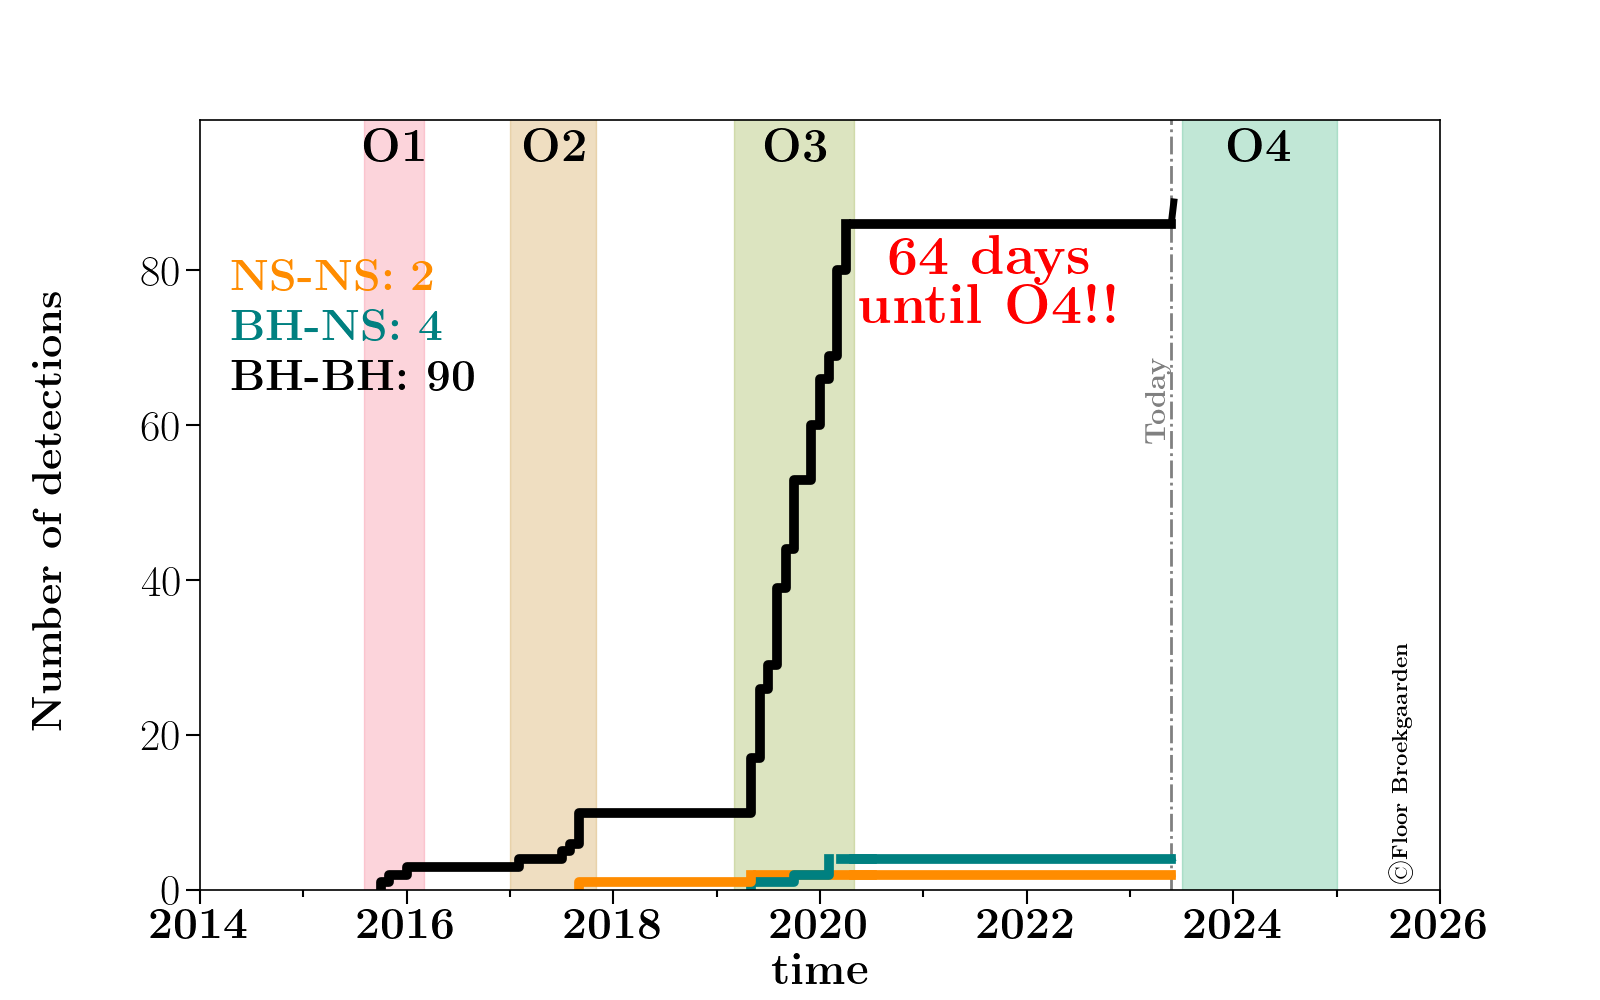 O1
O2
O3
O4
NS-NS: 2
BH-NS: 4
BH-BH: 90
64 days
until O4!!
Today
©Floor Broekgaarden
Number of detections
80
60
40
20
0
2014
2016
2018
2020
2022
2024
2026
time